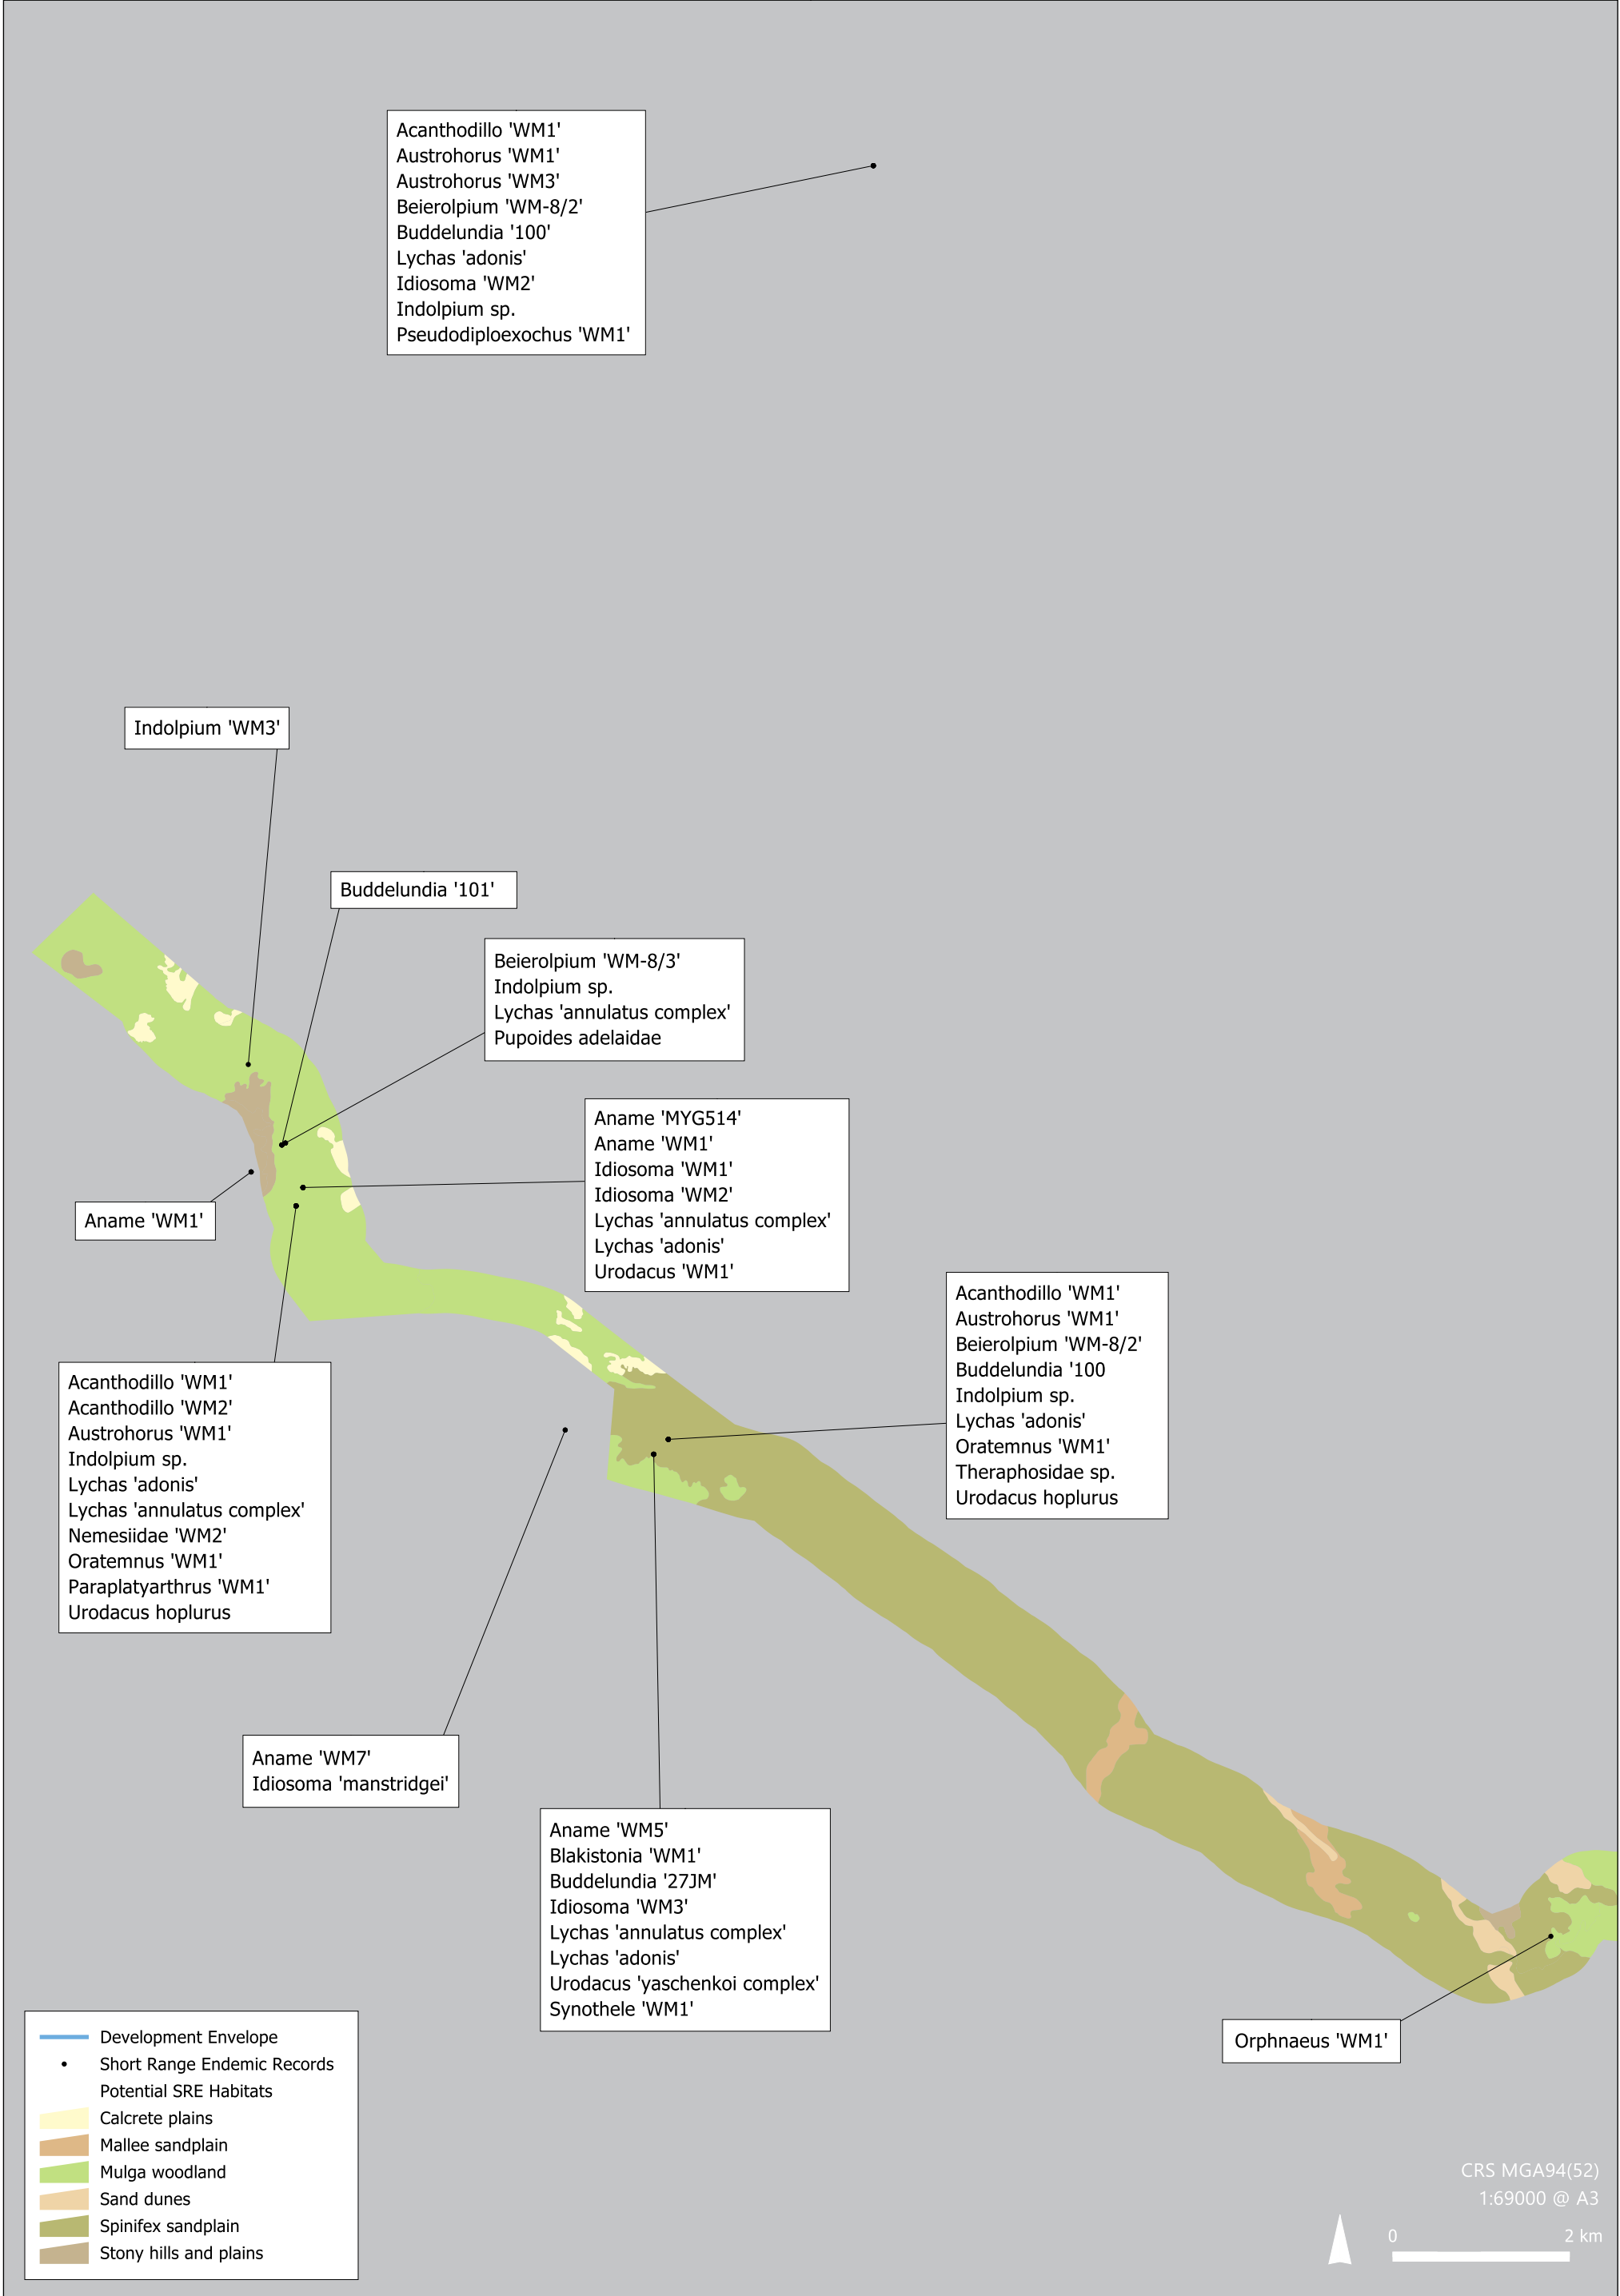 Acanthodillo 'WM1'
Austrohorus 'WM1'
Austrohorus 'WM3'
Beierolpium 'WM-8/2'
Buddelundia '100'
Lychas 'adonis'
Idiosoma 'WM2'
Indolpium sp.
Pseudodiploexochus 'WM1'
Indolpium 'WM3'
Buddelundia '101'
Beierolpium 'WM-8/3'
Indolpium sp.
Lychas 'annulatus complex'
Pupoides adelaidae
Aname 'MYG514'
Aname 'WM1'
Idiosoma 'WM1'
Idiosoma 'WM2'
Lychas 'annulatus complex'
Lychas 'adonis'
Urodacus 'WM1'
Aname 'WM1'
Acanthodillo 'WM1'
Austrohorus 'WM1'
Beierolpium 'WM-8/2'
Buddelundia '100
Indolpium sp.
Lychas 'adonis'
Oratemnus 'WM1'
Theraphosidae sp.
Urodacus hoplurus
Acanthodillo 'WM1'
Acanthodillo 'WM2'
Austrohorus 'WM1'
Indolpium sp.
Lychas 'adonis'
Lychas 'annulatus complex'
Nemesiidae 'WM2'
Oratemnus 'WM1'
Paraplatyarthrus 'WM1'
Urodacus hoplurus
Aname 'WM7'
Idiosoma 'manstridgei'
Aname 'WM5'
Blakistonia 'WM1'
Buddelundia '27JM'
Idiosoma 'WM3'
Lychas 'annulatus complex'
Lychas 'adonis'
Urodacus 'yaschenkoi complex'
Synothele 'WM1'
Orphnaeus 'WM1'
Development Envelope
Short Range Endemic Records
Potential SRE Habitats
Calcrete plains
Mallee sandplain
Mulga woodland
Sand dunes
Spinifex sandplain
Stony hills and plains
CRS MGA94(52)
1:69000 @ A3
0 2 km